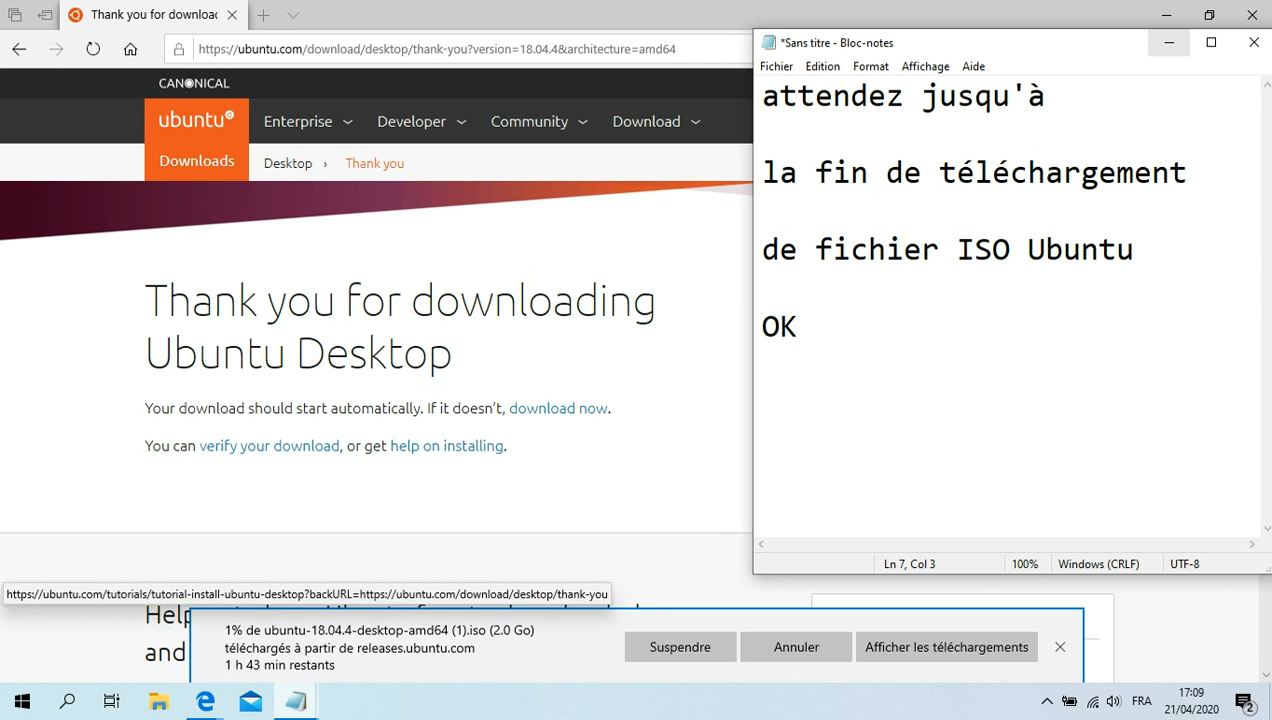 Thank you for downloac
https://ubuntu.com/download/desktop/thank-you?version=18.04.4&architecture=amd64
CANONICAL
ubuntu
Enterprise
Developer
Community
Download
Downloads
Desktop › Thank you
Thank you for downloading
Ubuntu Desktop
Your download should start automatically. If it doesn't, download now.
You can verify your download, or get help on installing.
*Sans titre - Bloc-notes
Fichier Edition Format Affichage Aide
attendez jusqu'à
la fin de téléchargement
de fichier ISO Ubuntu
OK
Ln 7, Col 3
100%
Windows (CRLF)
UTF-8
https://ubuntu.com/tutorials/tutorial-install-ubuntu-desktop?backURL=https://ubuntu.com/download/desktop/thank-you
and
1% de ubuntu-18.04.4-desktop-amd64 (1).iso (2.0 Go)
téléchargés à partir de releases.ubuntu.com
1 h 43 min restants
Suspendre
Annuler
Afficher les téléchargements
FRA
17:09
21/04/2020
2